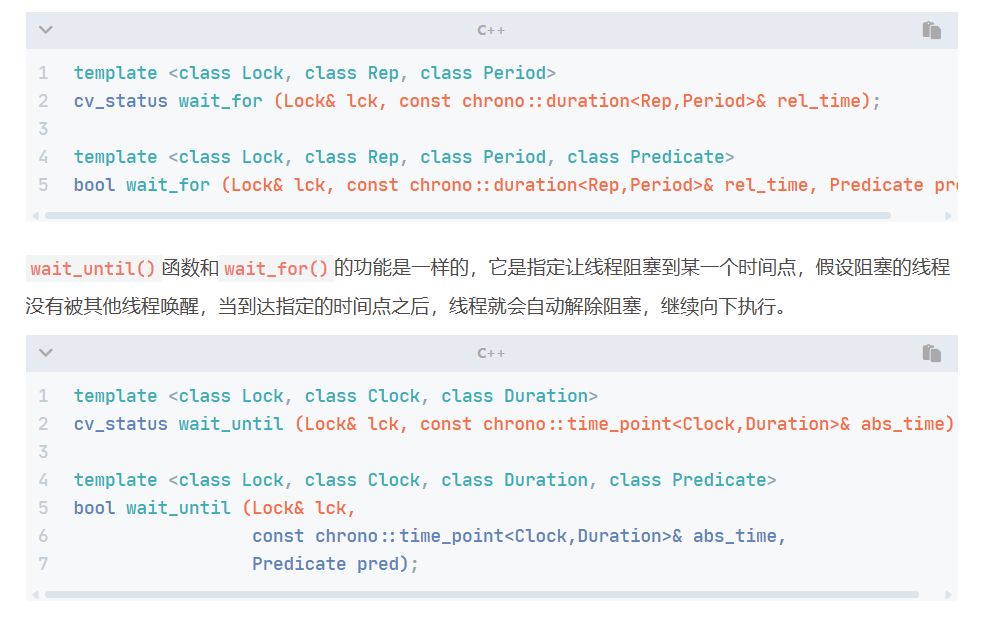 C++
1 template <class Lock, class Rep, class Period>
2 cv_status wait_for (Lock& lck, const chrono::duration<Rep,Period>& rel_time);
3
4 template <class Lock, class Rep, class Period, class Predicate>
5 bool wait_for (Lock& lck, const chrono::duration<Rep,Period>& rel_time, Predicate pre
wait_until()函数和wait_for()的功能是一样的，它是指定让线程阻塞到某一个时间点，假设阻塞的线程
没有被其他线程唤醒，当到达指定的时间点之后，线程就会自动解除阻塞，继续向下执行。
C++
1 template <class Lock, class Clock, class Duration>
2 cv_status wait_until (Lock& lck, const chrono::time_point<Clock,Duration>& abs_time)
3
4 template <class Lock, class Clock, class Duration, class Predicate>
5 bool wait_until (Lock& lck,
6                  const chrono::time_point<Clock,Duration>& abs_time,
7                  Predicate pred);